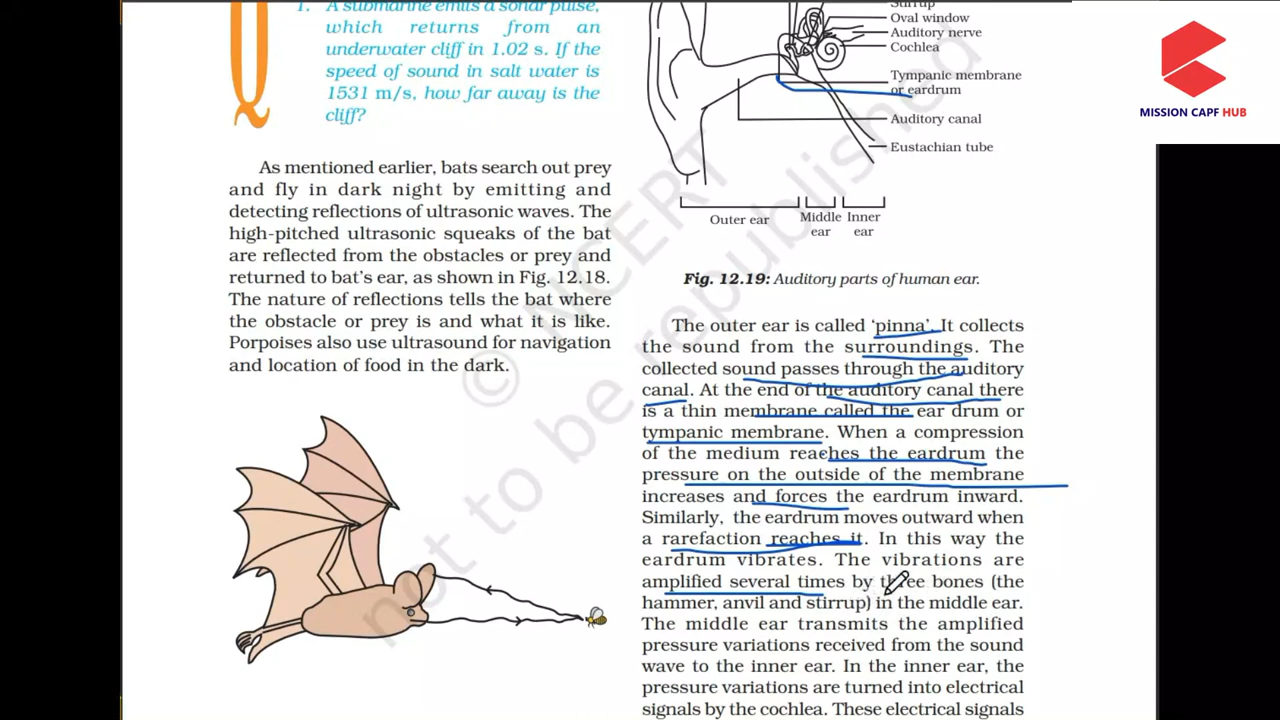 Q
1. A submarine emits a sonar pulse,
which returns from an
underwater cliff in 1.02 s. If the
speed of sound in salt water is
1531 m/s, how far away is the
cliff?
As mentioned earlier, bats search out prey
and fly in dark night by emitting and
detecting reflections of ultrasonic waves. The
high-pitched ultrasonic squeaks of the bat
are reflected from the obstacles or prey and
returned to bat's ear, as shown in Fig. 12.18.
The nature of reflections tells the bat where
the obstacle or prey is and what it is like.
Porpoises also use ultrasound for navigation
and location of food in the dark.
Stirrup
Oval window
Auditory nerve
Cochlea
Tympanic membrane
or eardrum
Auditory canal
Eustachian tube
Outer ear
Middle
ear
Inner
ear
Fig. 12.19: Auditory parts of human ear.
The outer ear is called 'pinna'. It collects
the sound from the surroundings. The
collected sound passes through the auditory
canal. At the end of the auditory canal there
is a thin membrane called the ear drum or
tympanic membrane. When a compression
of the medium reaches the eardrum the
pressure on the outside of the membrane
increases and forces the eardrum inward.
Similarly, the eardrum moves outward when
a rarefaction reaches it. In this way the
eardrum vibrates. The vibrations are
amplified several times by three bones (the
hammer, anvil and stirrup) in the middle ear.
The middle ear transmits the amplified
pressure variations received from the sound
wave to the inner ear. In the inner ear, the
pressure variations are turned into electrical
signals by the cochlea. These electrical signals
© NCERT
not to be republished
MISSION CAPF HUB